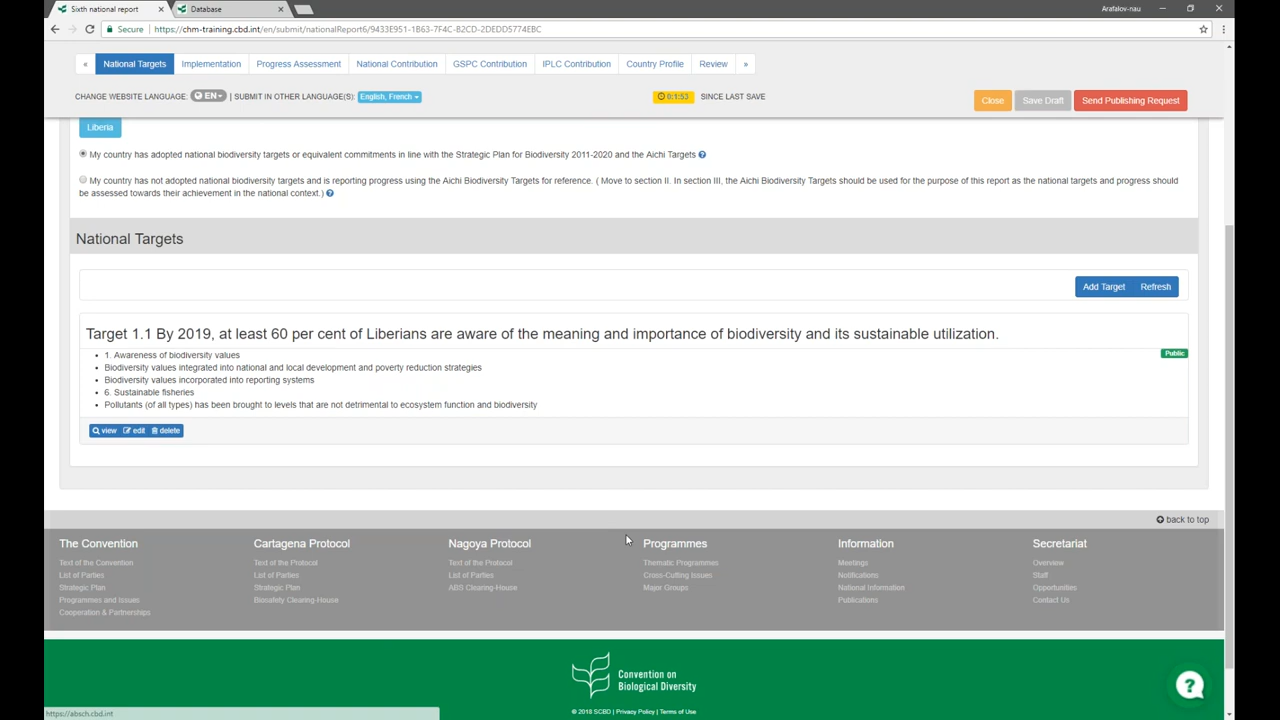 Sixth national report
Database
Arafalov-nau
Secure https://chm-training.cbd.int/en/submit/nationalReport6/9433E951-1B63-7F4C-B2CD-2DEDD5774EBC
« National Targets Implementation Progress Assessment National Contribution GSPC Contribution IPLC Contribution Country Profile Review »
CHANGE WEBSITE LANGUAGE: EN | SUBMIT IN OTHER LANGUAGE(S): English, French
0:1:53 SINCE LAST SAVE
Close Save Draft Send Publishing Request
Liberia
My country has adopted national biodiversity targets or equivalent commitments in line with the Strategic Plan for Biodiversity 2011-2020 and the Aichi Targets
My country has not adopted national biodiversity targets and is reporting progress using the Aichi Biodiversity Targets for reference. ( Move to section II. In section III, the Aichi Biodiversity Targets should be used for the purpose of this report as the national targets and progress should
be assessed towards their achievement in the national context.)
National Targets
Add Target Refresh
Target 1.1 By 2019, at least 60 per cent of Liberians are aware of the meaning and importance of biodiversity and its sustainable utilization.
Public
• 1. Awareness of biodiversity values
• Biodiversity values integrated into national and local development and poverty reduction strategies
• Biodiversity values incorporated into reporting systems
• 6. Sustainable fisheries
• Pollutants (of all types) has been brought to levels that are not detrimental to ecosystem function and biodiversity
view edit delete
back to top
The Convention
Text of the Convention
List of Parties
Strategic Plan
Programmes and Issues
Cooperation & Partnerships
Cartagena Protocol
Text of the Protocol
List of Parties
Strategic Plan
Biosafety Clearing-House
Nagoya Protocol
Text of the Protocol
List of Parties
ABS Clearing-House
Programmes
Thematic Programmes
Cross-Cutting Issues
Major Groups
Information
Meetings
Notifications
National Information
Publications
Secretariat
Overview
Staff
Opportunities
Contact Us
Convention on
Biological Diversity
© 2018 SCBD | Privacy Policy | Terms of Use
https://absch.cbd.int